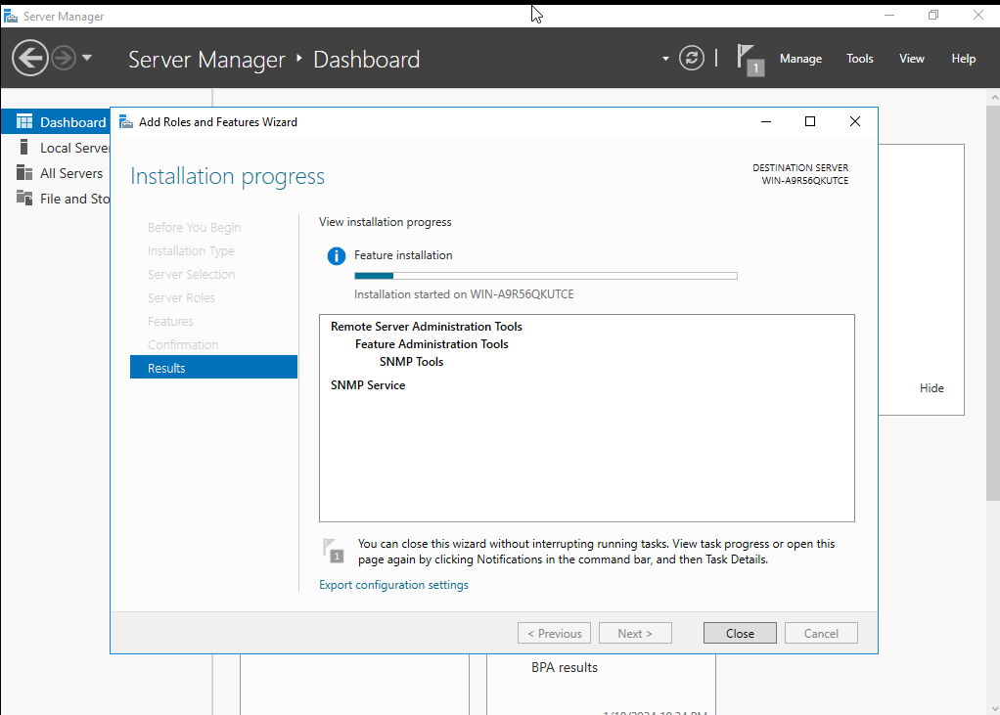 Server Manager
Server Manager
Dashboard
1
Manage
Tools
View
Help
Dashboard
Local Serve
All Servers
File and Sto
Add Roles and Features Wizard
Installation progress
DESTINATION SERVER
WIN-A9R56QKUTCE
Before You Begin
Installation Type
Server Selection
Server Roles
Features
Confirmation
Results
View installation progress
Feature installation
Installation started on WIN-A9R56QKUTCE
Remote Server Administration Tools
Feature Administration Tools
SNMP Tools
SNMP Service
1
You can close this wizard without interrupting running tasks. View task progress or open this
page again by clicking Notifications in the command bar, and then Task Details.
Export configuration settings
< Previous
Next >
Close
Cancel
Hide
BPA results